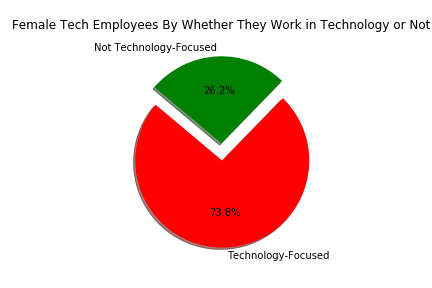 Female Tech Employees By Whether They Work in Technology or Not
Not Technology-Focused
26.2%
73.8%
Technology-Focused